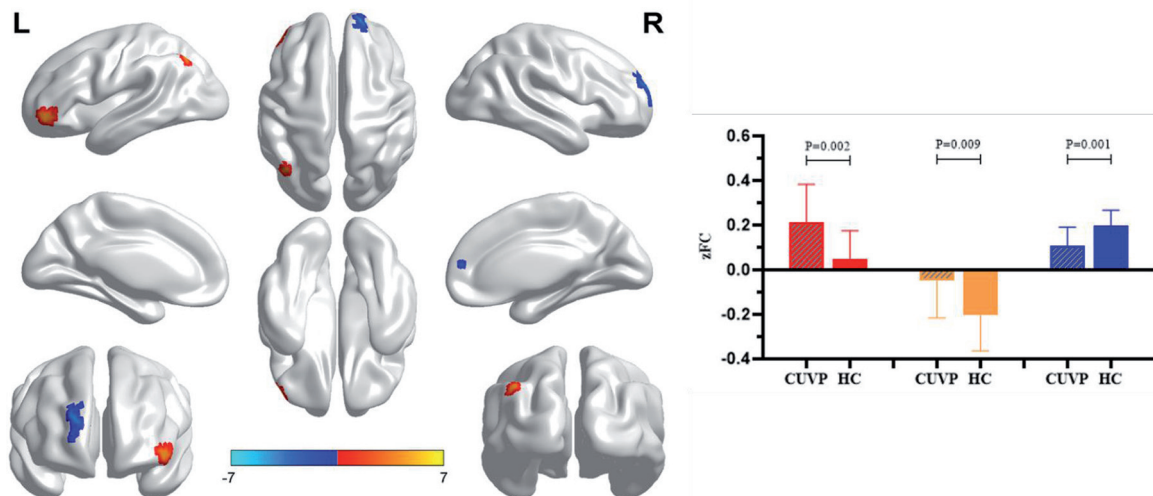 L
R
-7
7
P=0.002
P=0.009
P=0.001
0.6
0.4
0.2
0.0
-0.2
-0.4
zFC
CUVP HC
CUVP HC
CUVP HC